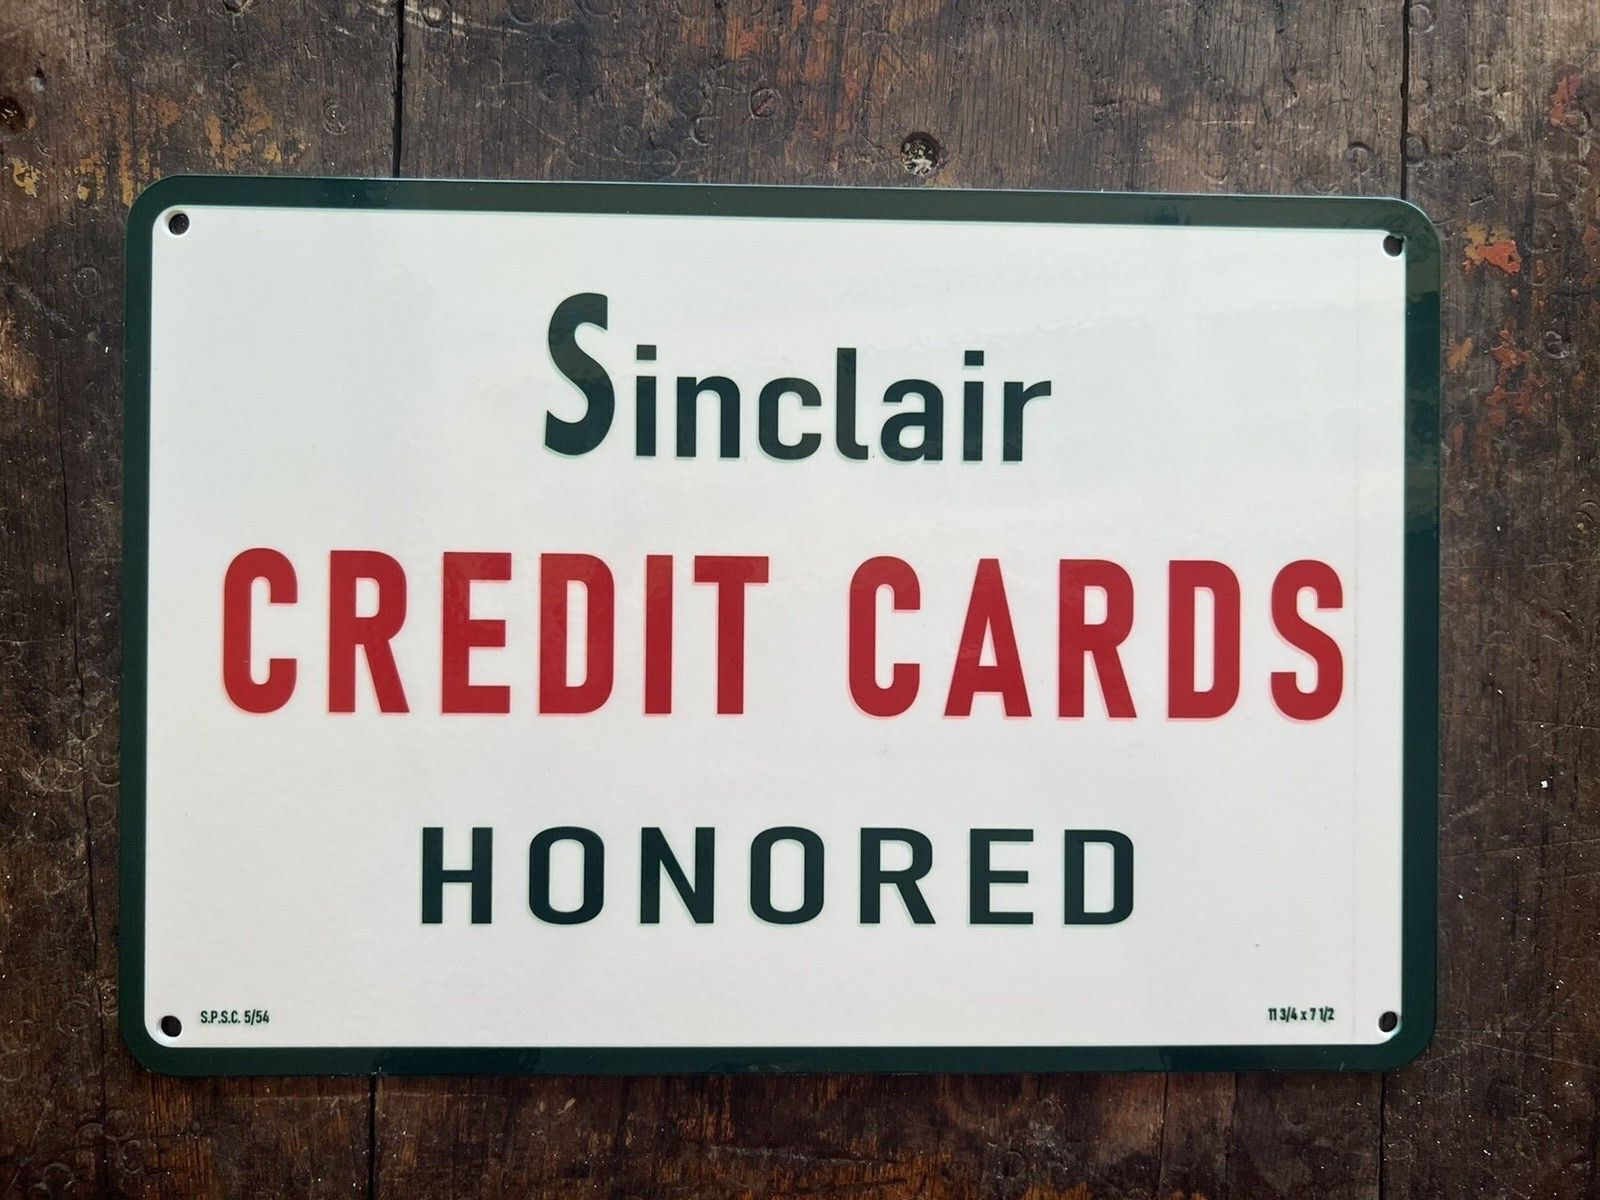 Sinclair
CREDIT CARDS
HONORED
S.P.S.C. 5/54
11 3/4 x 7 1/2